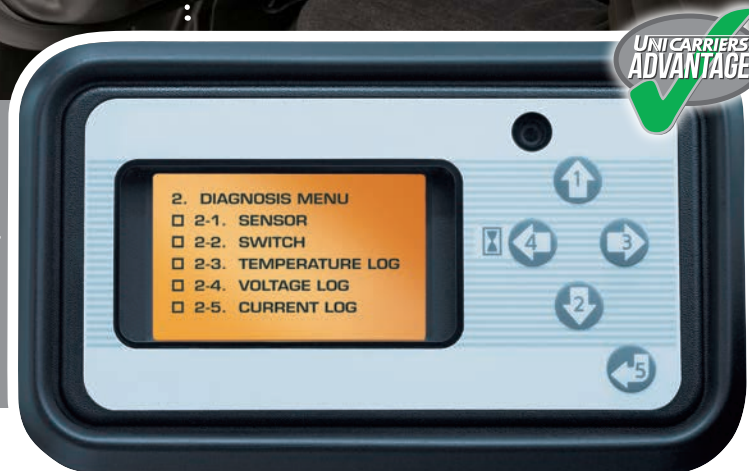 UNICARRIERS
ADVANTAGE
2. DIAGNOSIS MENU
□ 2-1. SENSOR
□ 2-2. SWITCH
□ 2-3. TEMPERATURE LOG
□ 2-4. VOLTAGE LOG
□ 2-5. CURRENT LOG
1
4
3
2
5